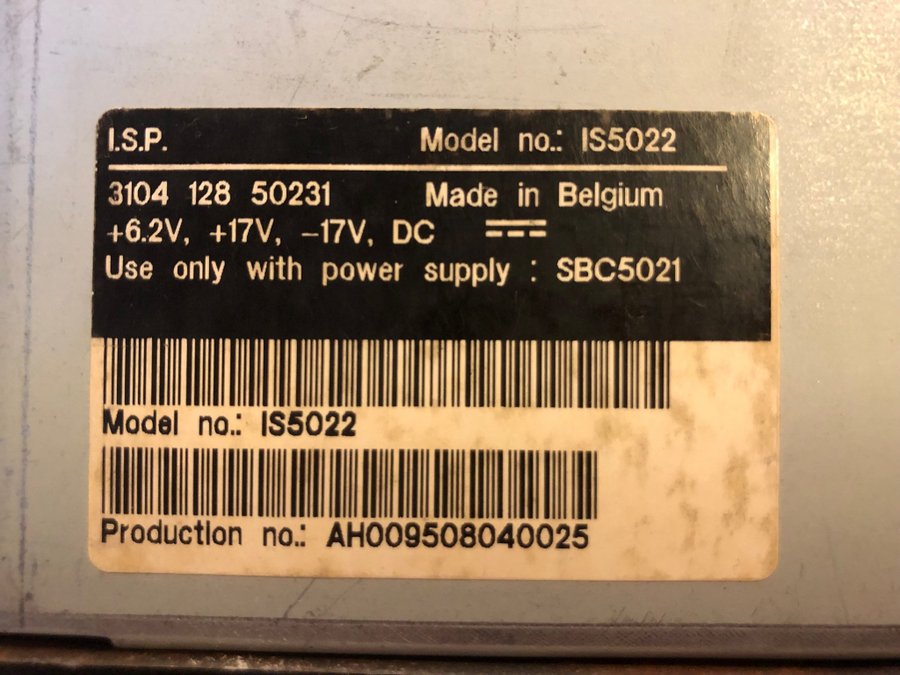 I.S.P. Model no.: IS5022
3104 128 50231 Made in Belgium
+6.2V, +17V, -17V, DC
Use only with power supply : SBC5021
Model no.: IS5022
Production no.: AH009508040025